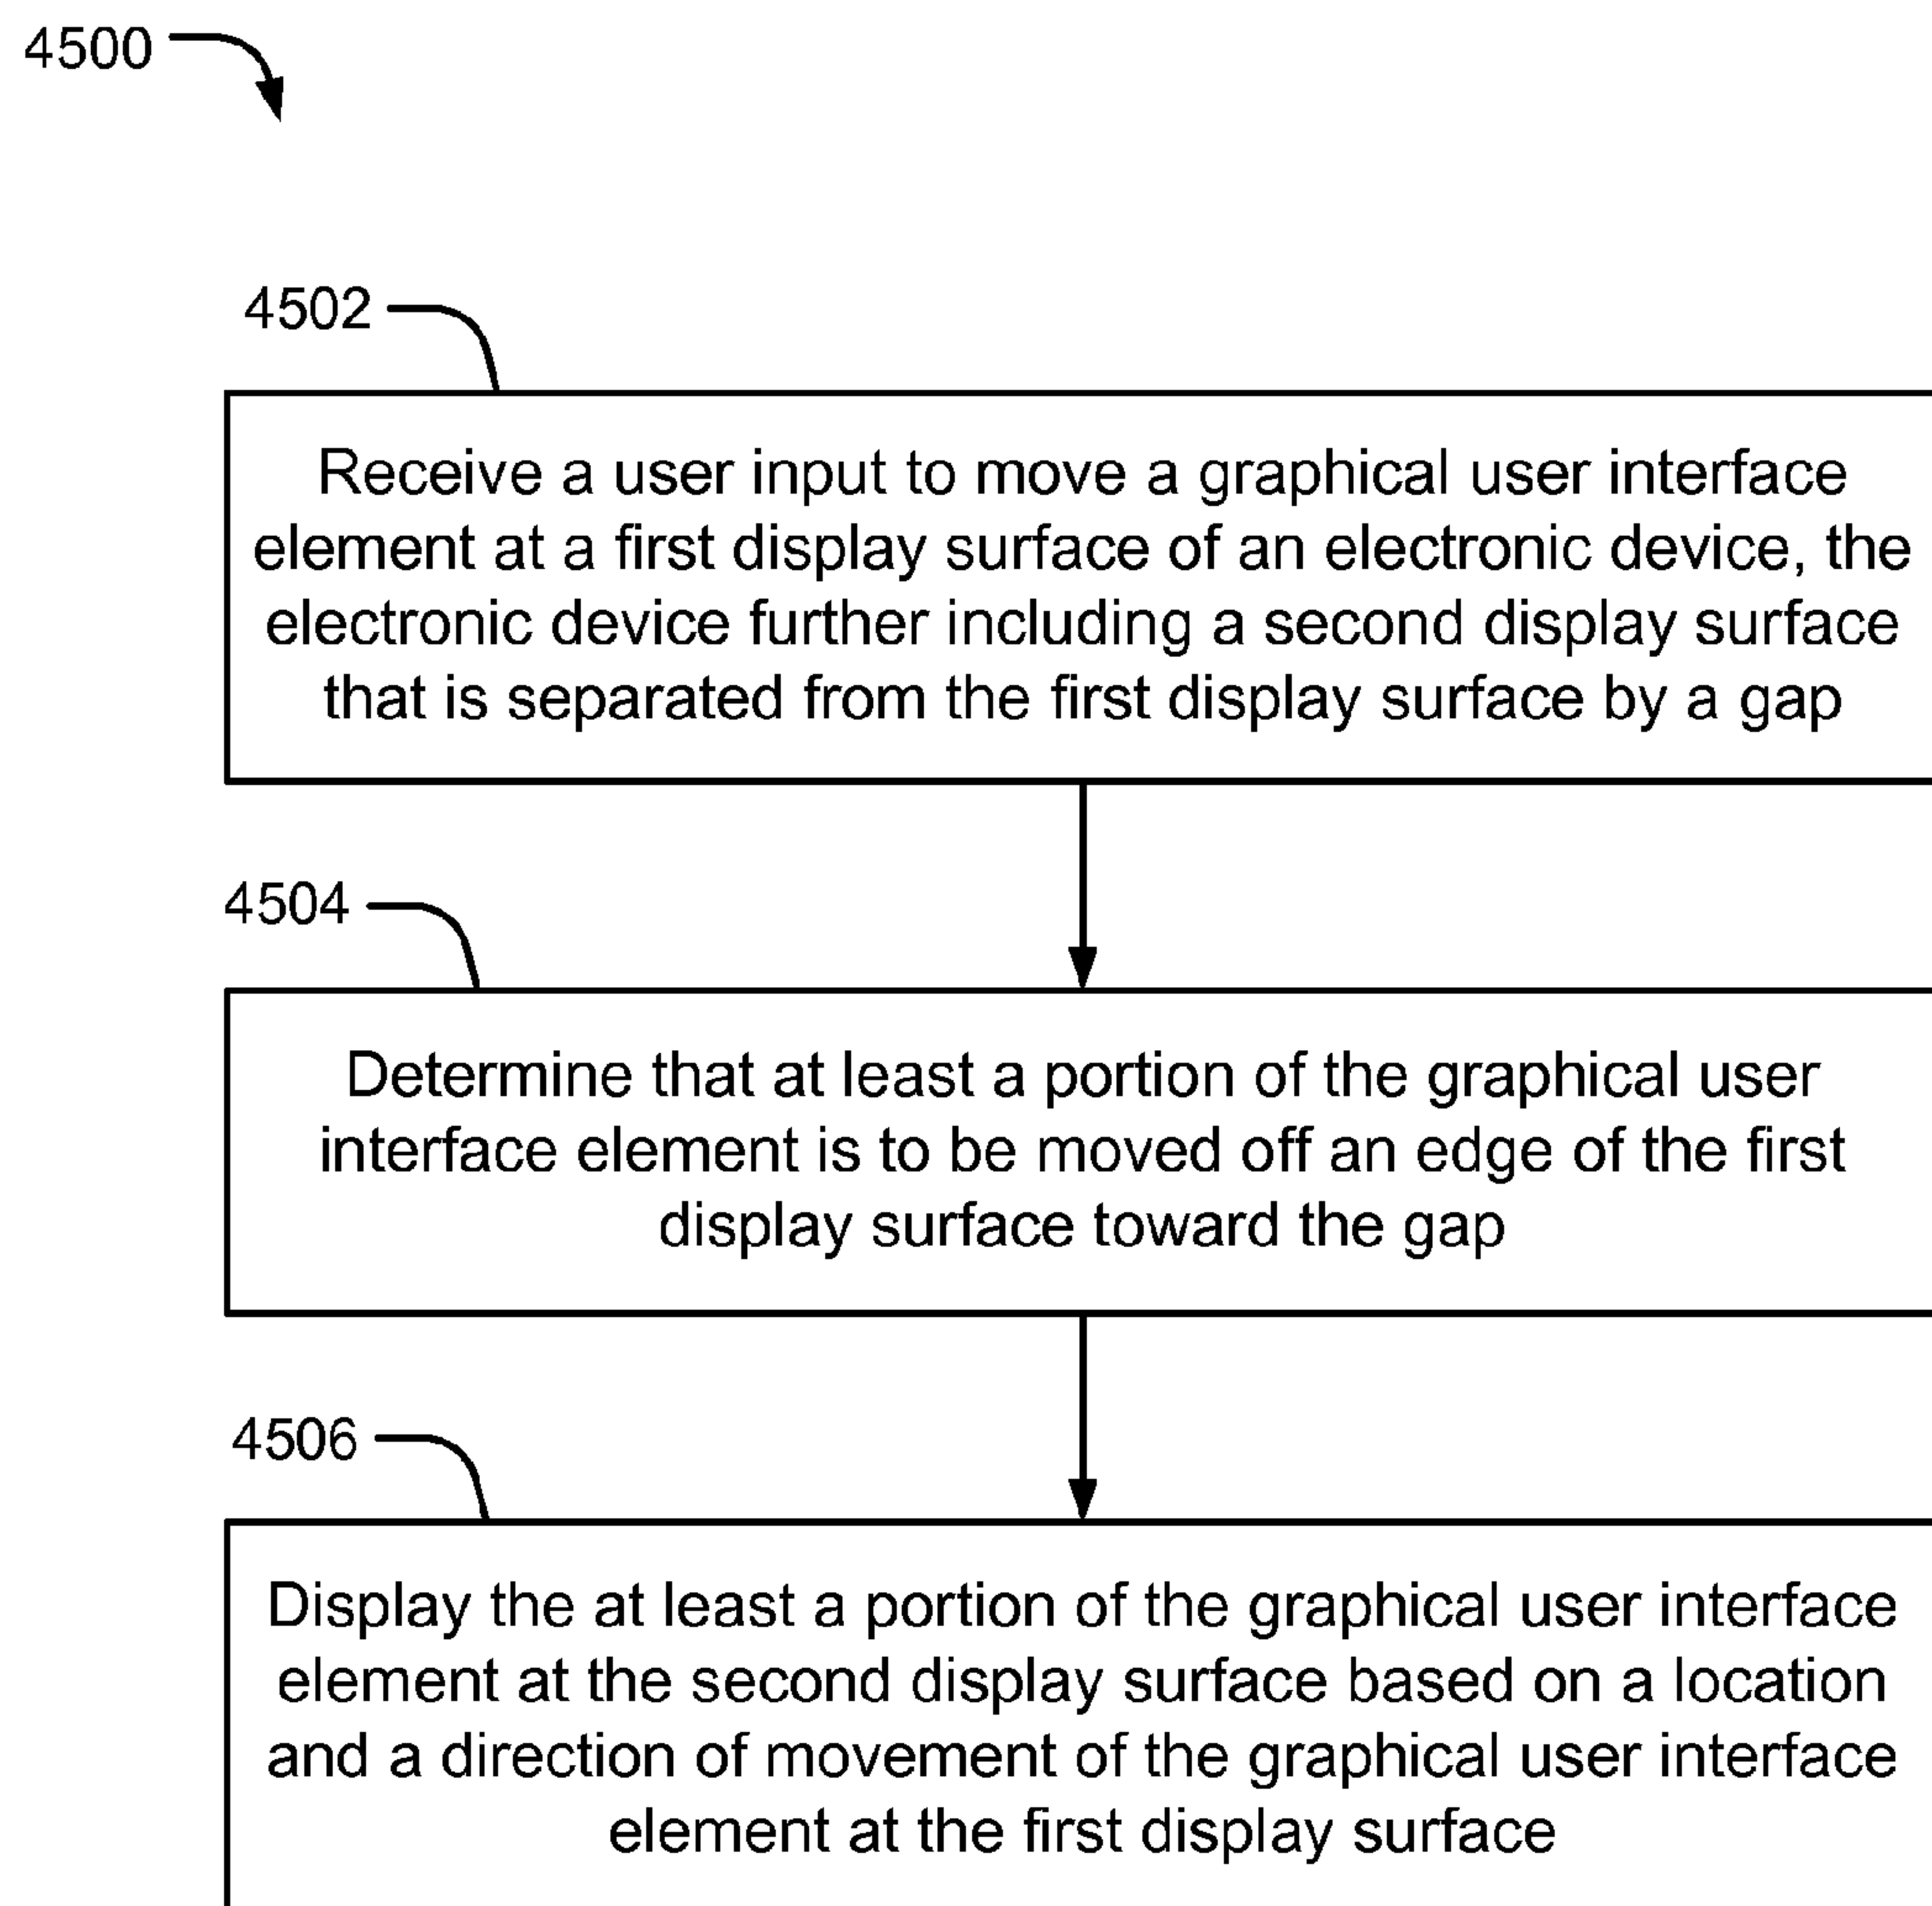 4500
4502
Receive a user input to move a graphical user interface
element at a first display surface of an electronic device, the
electronic device further including a second display surface
that is separated from the first display surface by a gap
4504
Determine that at least a portion of the graphical user
interface element is to be moved off an edge of the first
display surface toward the gap
4506
Display the at least a portion of the graphical user interface
element at the second display surface based on a location
and a direction of movement of the graphical user interface
element at the first display surface